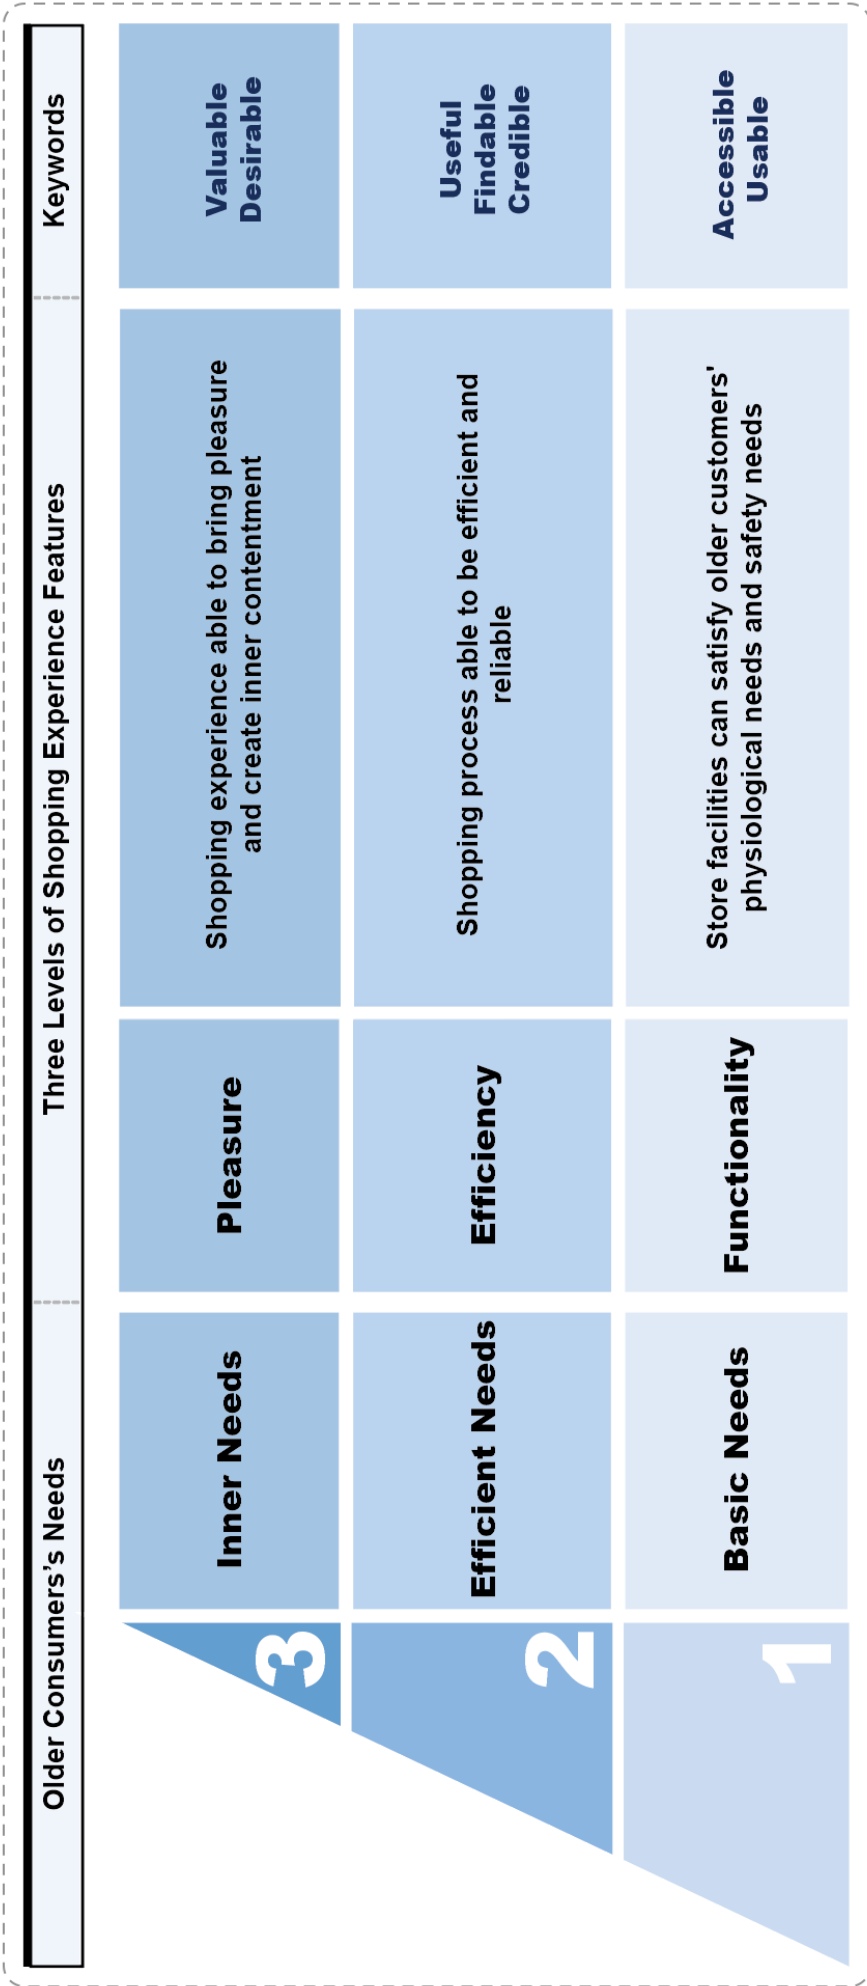 Older Consumers's Needs
Three Levels of Shopping Experience Features
Keywords
3
Inner Needs
Pleasure
Shopping experience able to bring pleasure
and create inner contentment
Valuable
Desirable
2
Efficient Needs
Efficiency
Shopping process able to be efficient and
reliable
Useful
Findable
Credible
1
Basic Needs
Functionality
Store facilities can satisfy older customers'
physiological needs and safety needs
Accessible
Usable